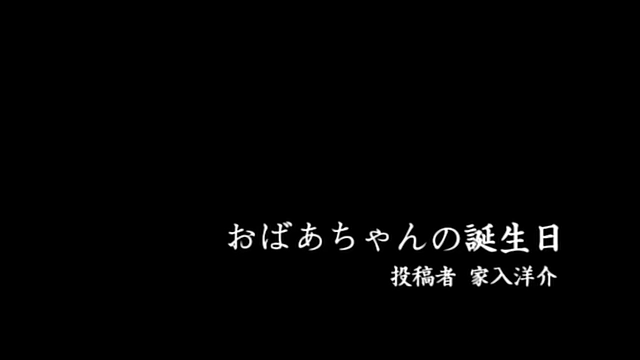 おばあちゃんの誕生日
投稿者 家入洋介